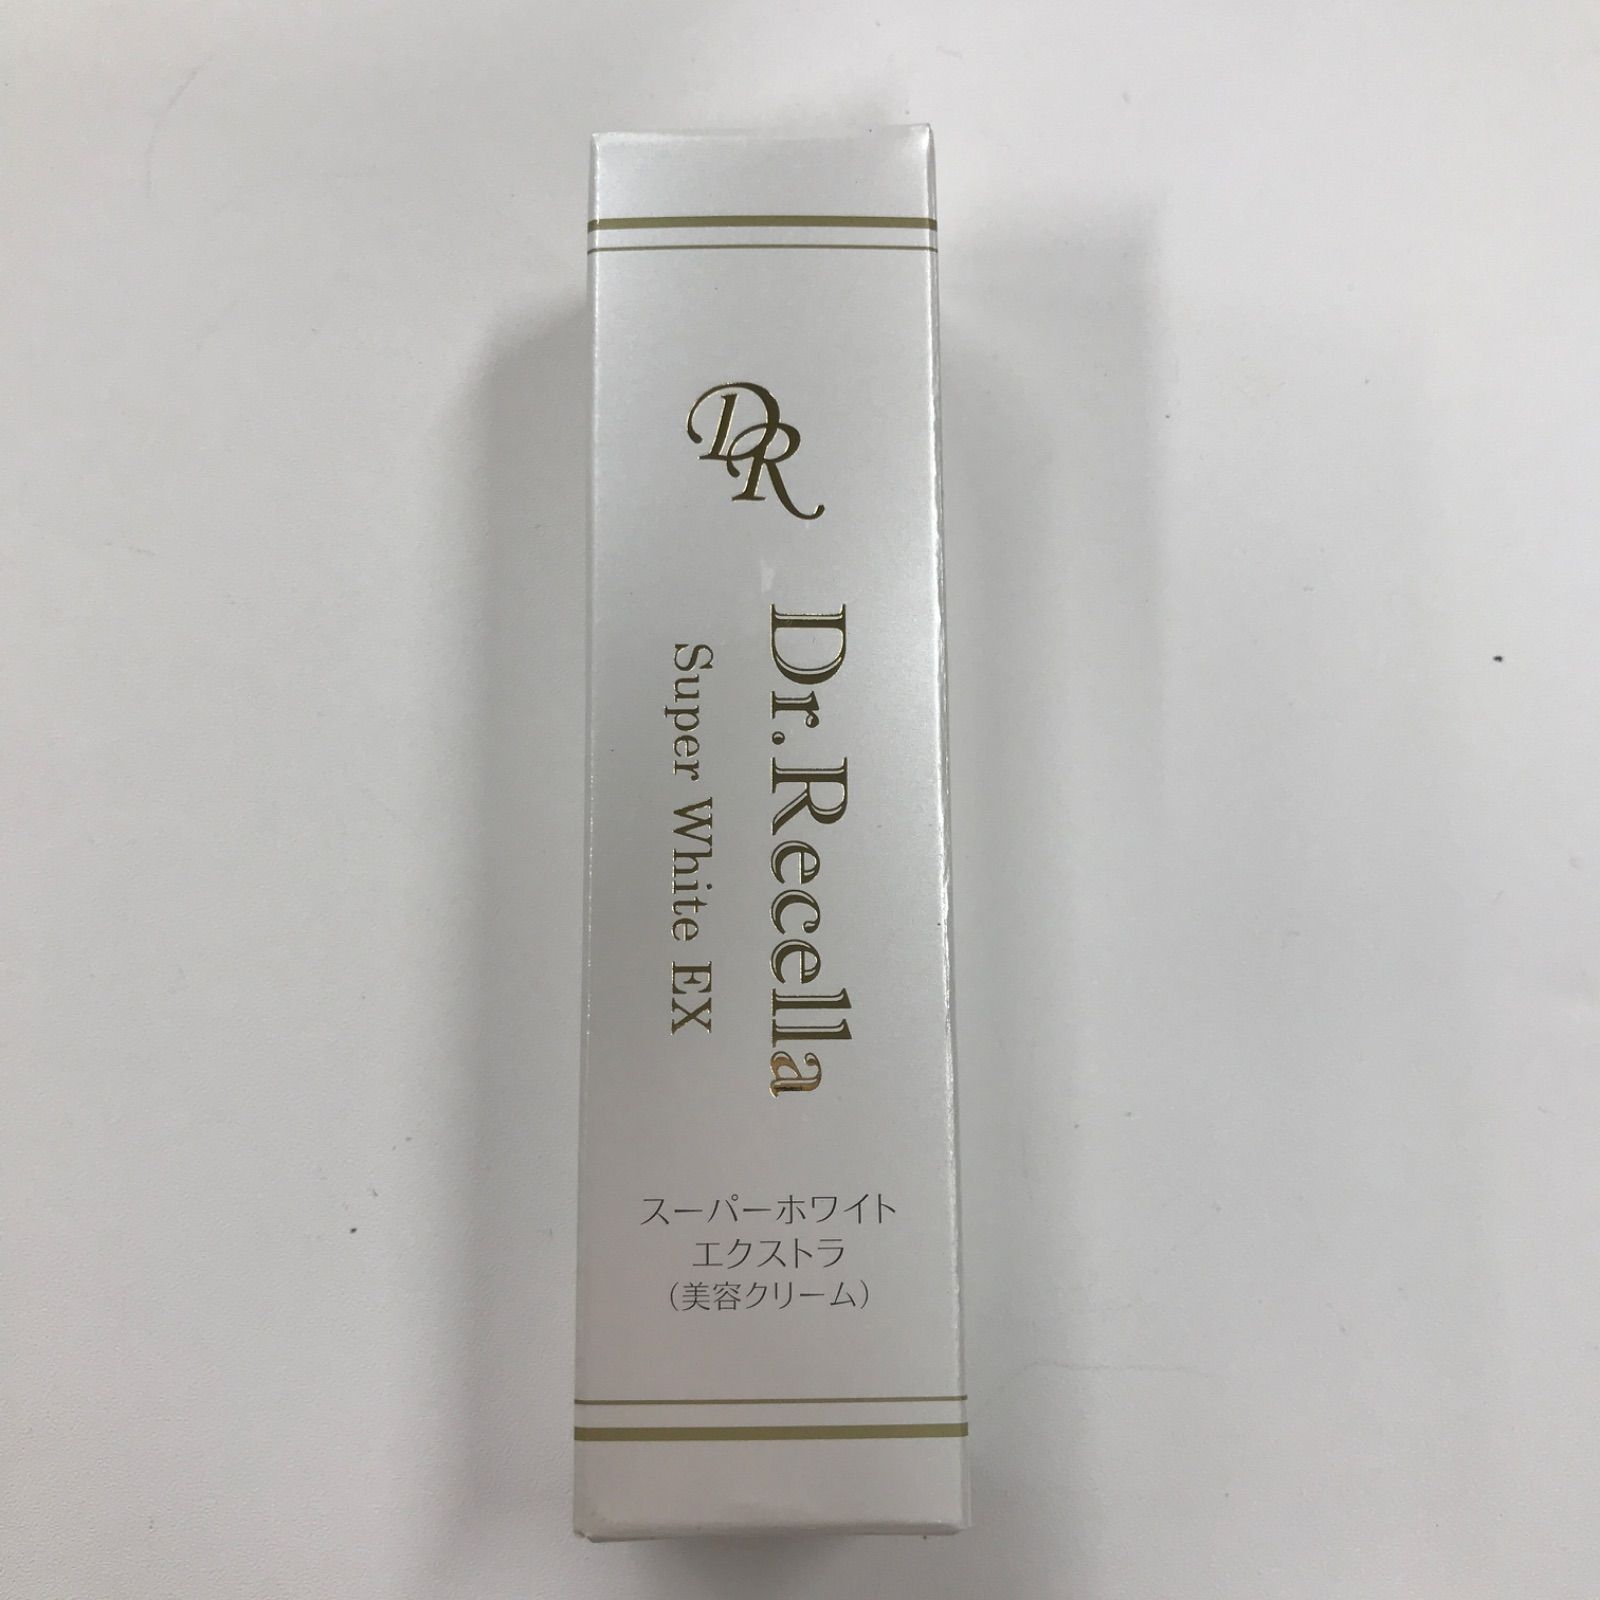 DR
Dr.Recella
Super White EX
スーパーホワイト
エクストラ
(美容クリーム)